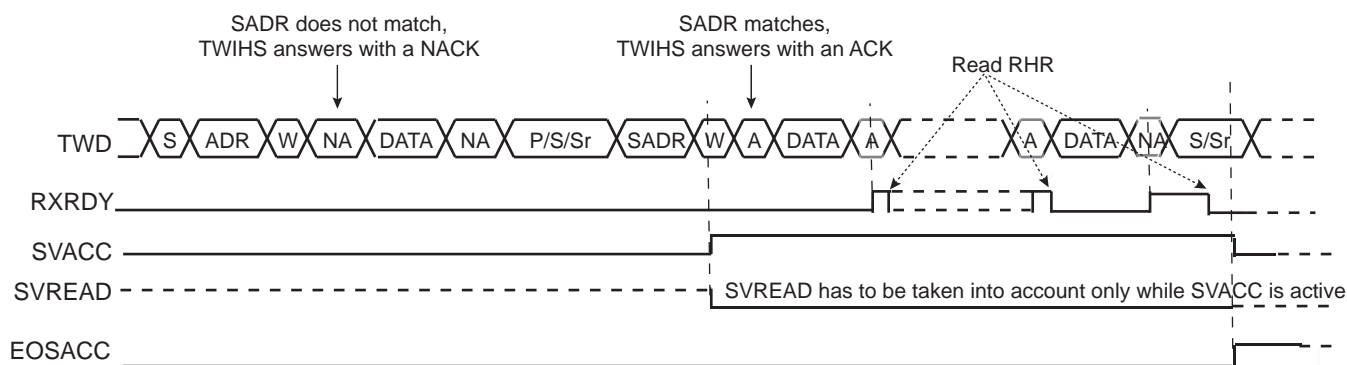 SADR does not match,
TWIHS answers with a NACK
SADR matches,
TWIHS answers with an ACK
Read RHR
TWD S ADR W NA DATA NA P/S/Sr SADR W A DATA A A DATA NA S/Sr
RXRDY
SVACC
SVREAD SVREAD has to be taken into account only while SVACC is active
EOSACC